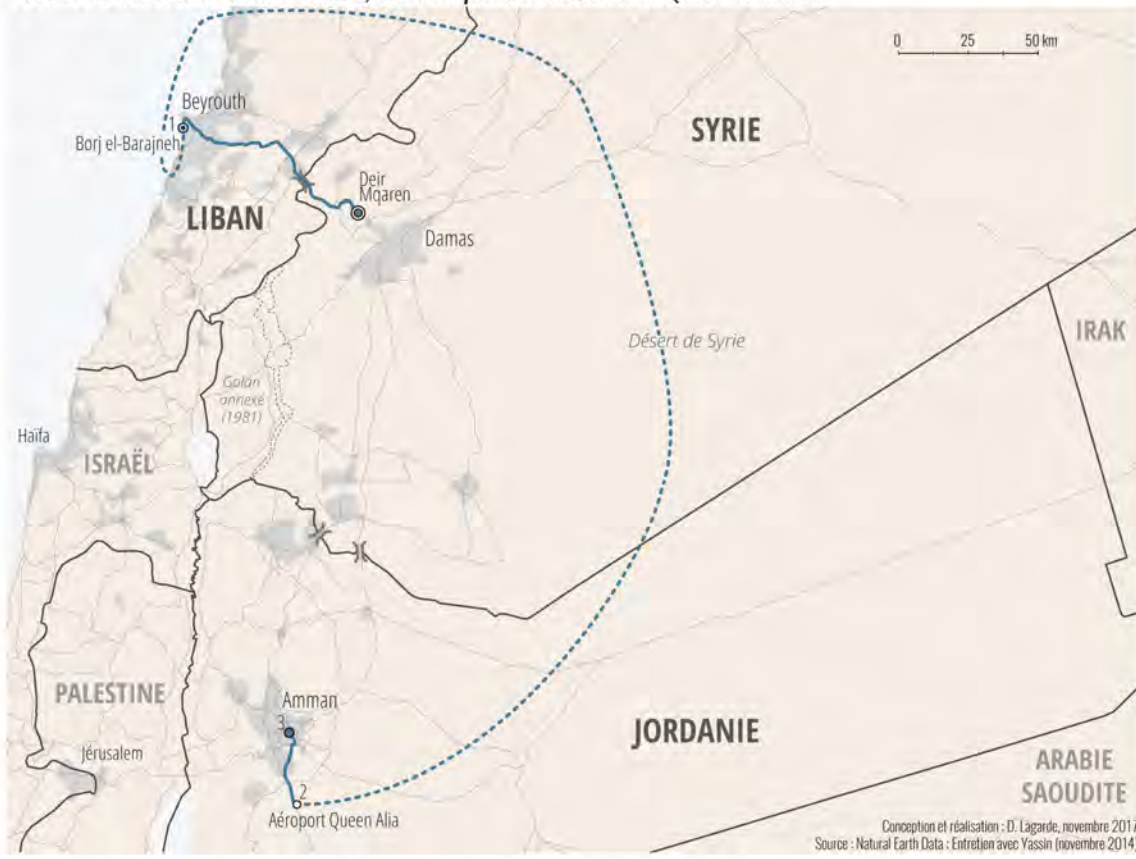 0 25 50 km
Beyrouth
1
Borj el-Barajneh
SYRIE
Deir
Mqaren
LIBAN
Damas
Désert de Syrie
IRAK
Golan
annexé
(1981)
Haïfa
ISRAËL
PALESTINE
Amman
3
JORDANIE
Jérusalem
2
Aéroport Queen Alia
ARABIE
SAOUDITE
Conception et réalisation : D. Lagarde, novembre 2017
Source : Natural Earth Data ; Entretien avec Yassin (novembre 2014)